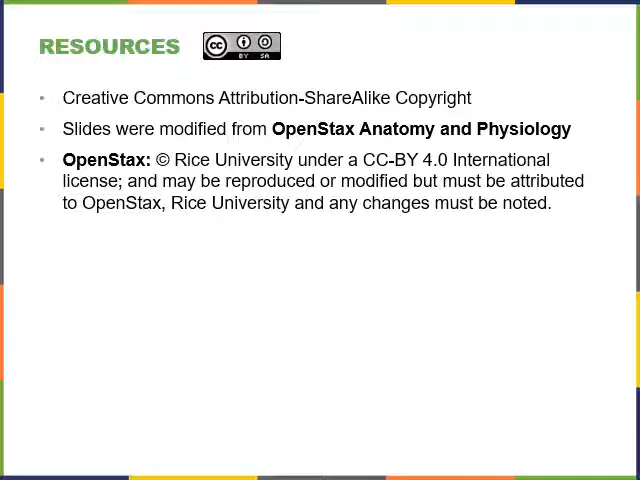 RESOURCES
cc BY SA
• Creative Commons Attribution-ShareAlike Copyright
• Slides were modified from OpenStax Anatomy and Physiology
• OpenStax: © Rice University under a CC-BY 4.0 International
license; and may be reproduced or modified but must be attributed
to OpenStax, Rice University and any changes must be noted.